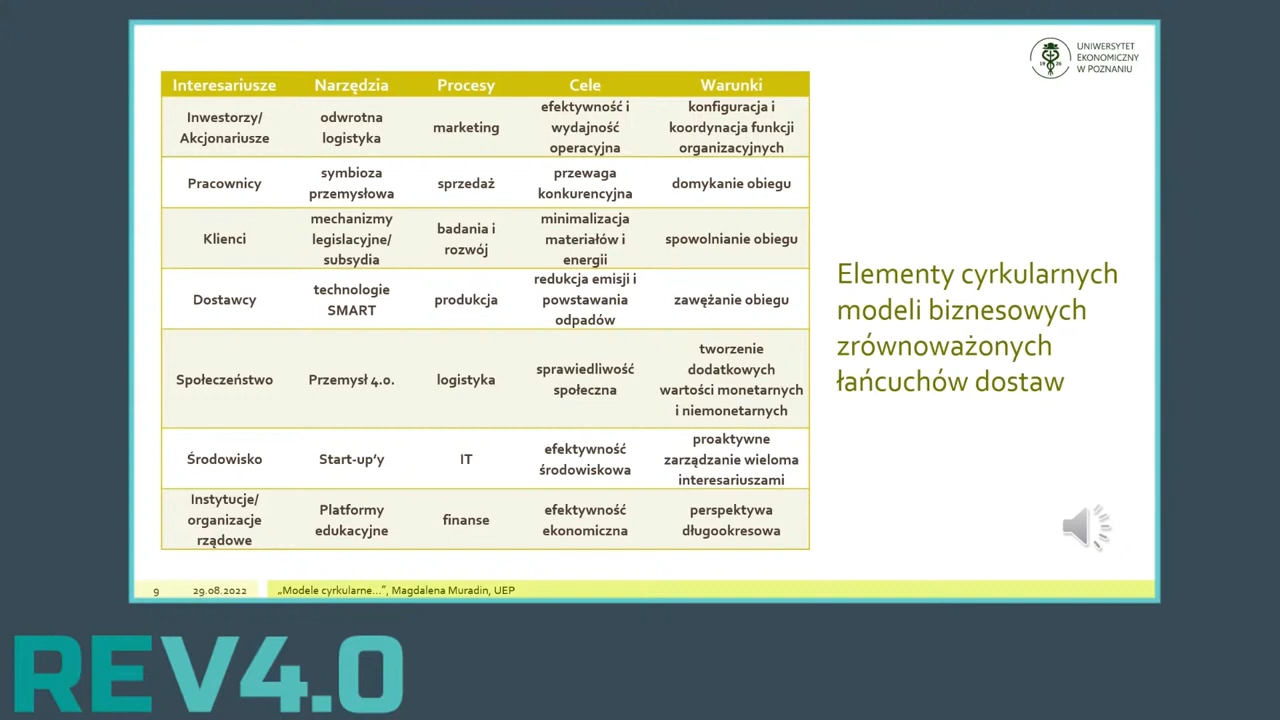 UNIWERSYTET
EKONOMICZNY
W POZNANIU
19 26
Interesariusze Narzędzia Procesy Cele Warunki
Inwestorzy/
Akcjonariusze
odwrotna
logistyka
marketing
efektywność i
wydajność
operacyjna
konfiguracja i
koordynacja funkcji
organizacyjnych
Pracownicy
symbioza
przemysłowa
sprzedaż
przewaga
konkurencyjna
domykanie obiegu
Klienci
mechanizmy
legislacyjne/
subsydia
badania i
rozwój
minimalizacja
materiałów i
energii
spowolnianie obiegu
Dostawcy
technologie
SMART
produkcja
redukcja emisji i
powstawania
odpadów
zawężanie obiegu
Społeczeństwo
Przemysł 4.0.
logistyka
sprawiedliwość
społeczna
tworzenie
dodatkowych
wartości monetarnych
i niemonetarnych
Środowisko
Start-up’y
IT
efektywność
środowiskowa
proaktywne
zarządzanie wieloma
interesariuszami
Instytucje/
organizacje
rządowe
Platformy
edukacyjne
finanse
efektywność
ekonomiczna
perspektywa
długookresowa
Elementy cyrkularnych
modeli biznesowych
zrównoważonych
łańcuchów dostaw
9 29.08.2022 „Modele cyrkularne...”, Magdalena Muradin, UEP
REV4.0